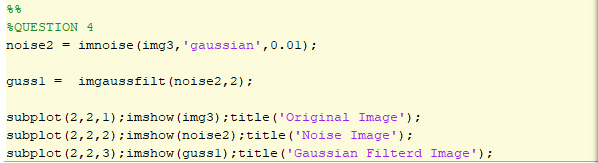 %%
%QUESTION 4
noise2 = imnoise(img3,'gaussian',0.01);
guss1 =  imgaussfilt(noise2,2);
subplot(2,2,1);imshow(img3);title('Original Image');
subplot(2,2,2);imshow(noise2);title('Noise Image');
subplot(2,2,3);imshow(guss1);title('Gaussian Filterd Image');